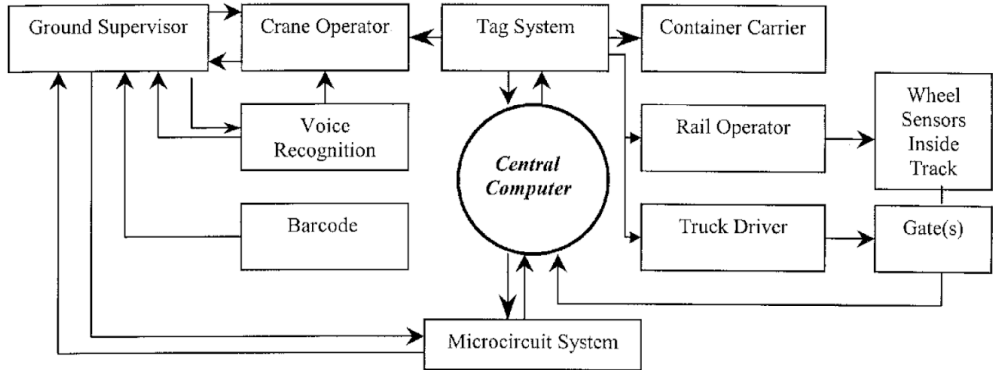 Ground Supervisor
Crane Operator
Tag System
Container Carrier
Voice
Recognition
Central
Computer
Rail Operator
Wheel
Sensors
Inside
Track
Barcode
Truck Driver
Gate(s)
Microcircuit System